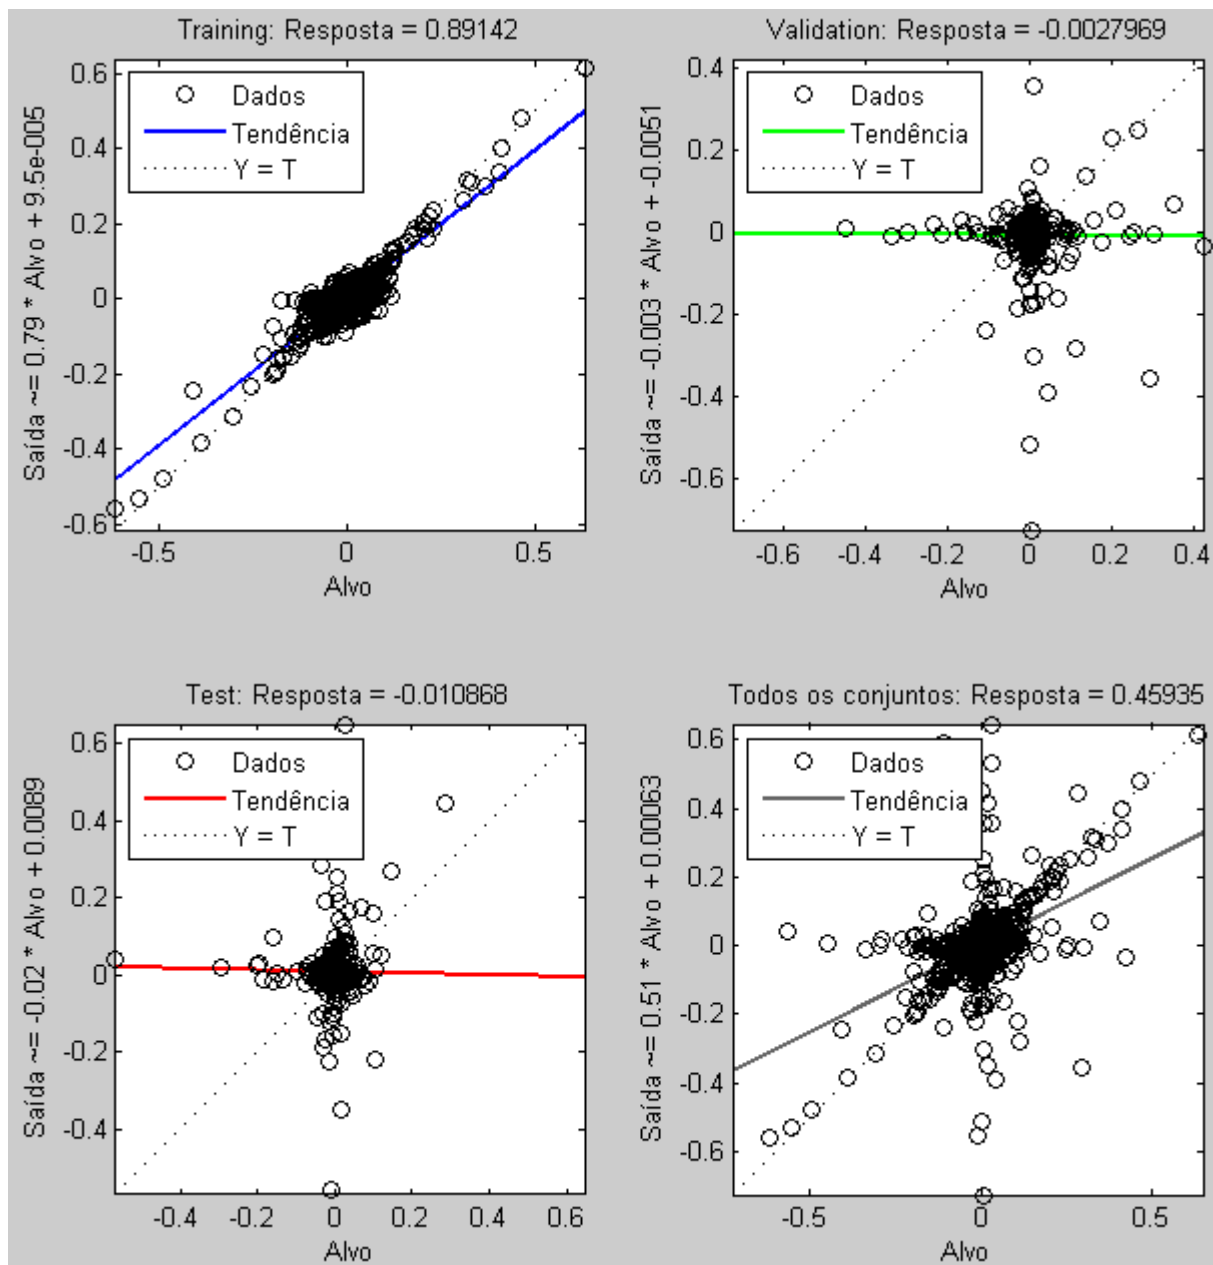 Training: Resposta = 0.89142
Saída ~= 0.79 * Alvo + 9.5e-005
0.6
0.4
0.2
0
-0.2
-0.4
-0.6
Dados
Tendência
Y = T
-0.5
0
0.5
Alvo
Validation: Resposta = -0.0027969
Saída ~= -0.003 * Alvo + -0.0051
0.4
0.2
0
-0.2
-0.4
-0.6
Dados
Tendência
Y = T
-0.6
-0.4
-0.2
0
0.2
0.4
Alvo
Test: Resposta = -0.010868
Saída ~= -0.02 * Alvo + 0.0089
0.6
0.4
0.2
0
-0.2
-0.4
Dados
Tendência
Y = T
-0.4
-0.2
0
0.2
0.4
0.6
Alvo
Todos os conjuntos: Resposta = 0.45935
Saída ~= 0.51 * Alvo + 0.00063
0.6
0.4
0.2
0
-0.2
-0.4
-0.6
Dados
Tendência
Y = T
-0.5
0
0.5
Alvo